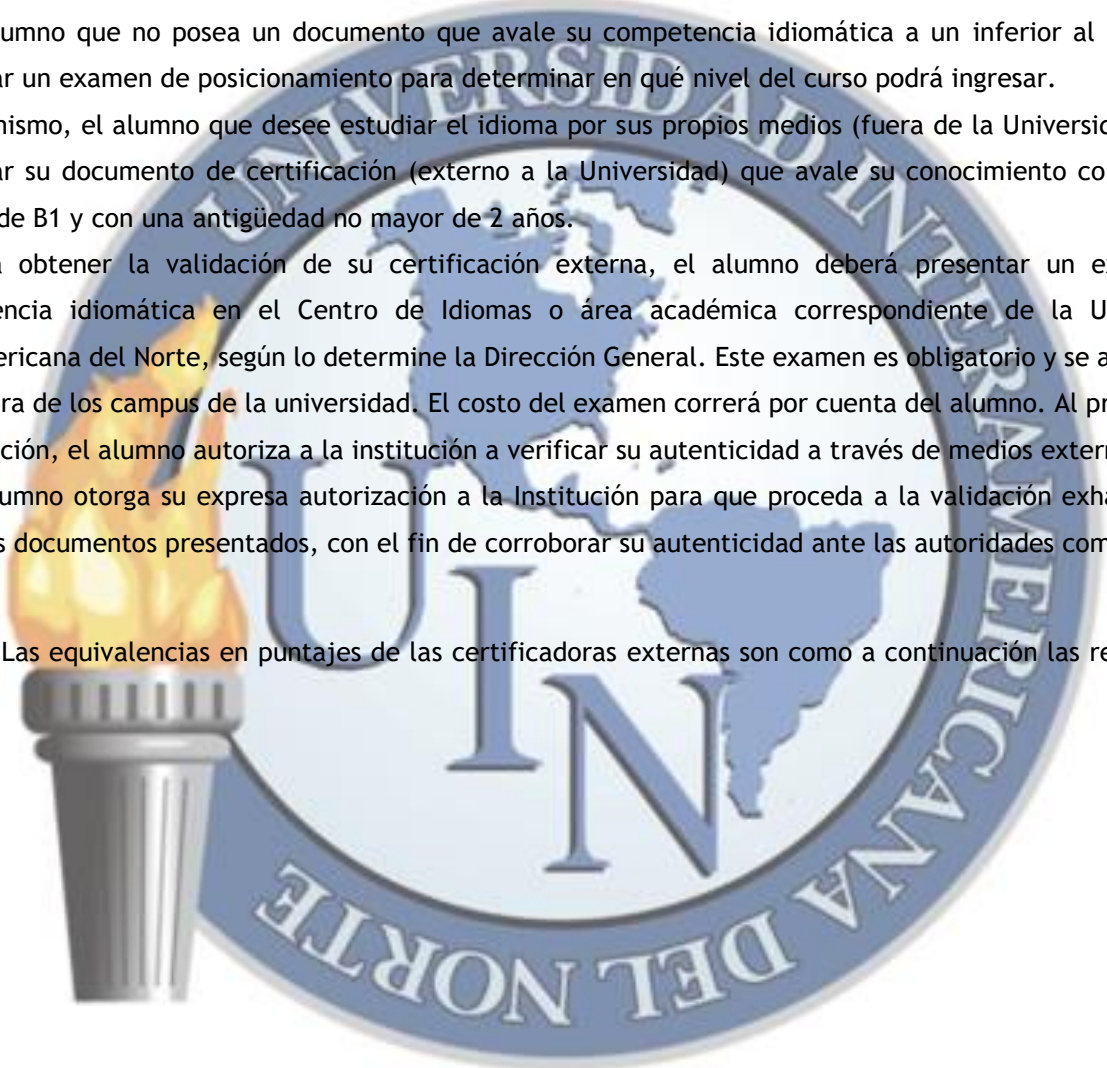 umno que no posea un documento que avale su competencia idiomática a un inferior al
ar un examen de posicionamiento para determinar en qué nivel del curso podrá ingresar.
nismo, el alumno que desee estudiar el idioma por sus propios medios (fuera de la Universic
ar su documento de certificación (externo a la Universidad) que avale su conocimiento co
de B1 y con una antigüedad no mayor de 2 años.
a obtener la validación de su certificación externa, el alumno deberá presentar un e
encia idiomática en el Centro de Idiomas o área académica correspondiente de la U
ericana del Norte, según lo determine la Dirección General. Este examen es obligatorio y se a
ra de los campus de la universidad. El costo del examen correrá por cuenta del alumno. Al pr
ción, el alumno autoriza a la institución a verificar su autenticidad a través de medios extern
umno otorga su expresa autorización a la Institución para que proceda a la validación exha
s documentos presentados, con el fin de corroborar su autenticidad ante las autoridades com
Las equivalencias en puntajes de las certificadoras externas son como a continuación las re
UNIVERSIDAD INTERAMERICANA DEL NORTE
UIN